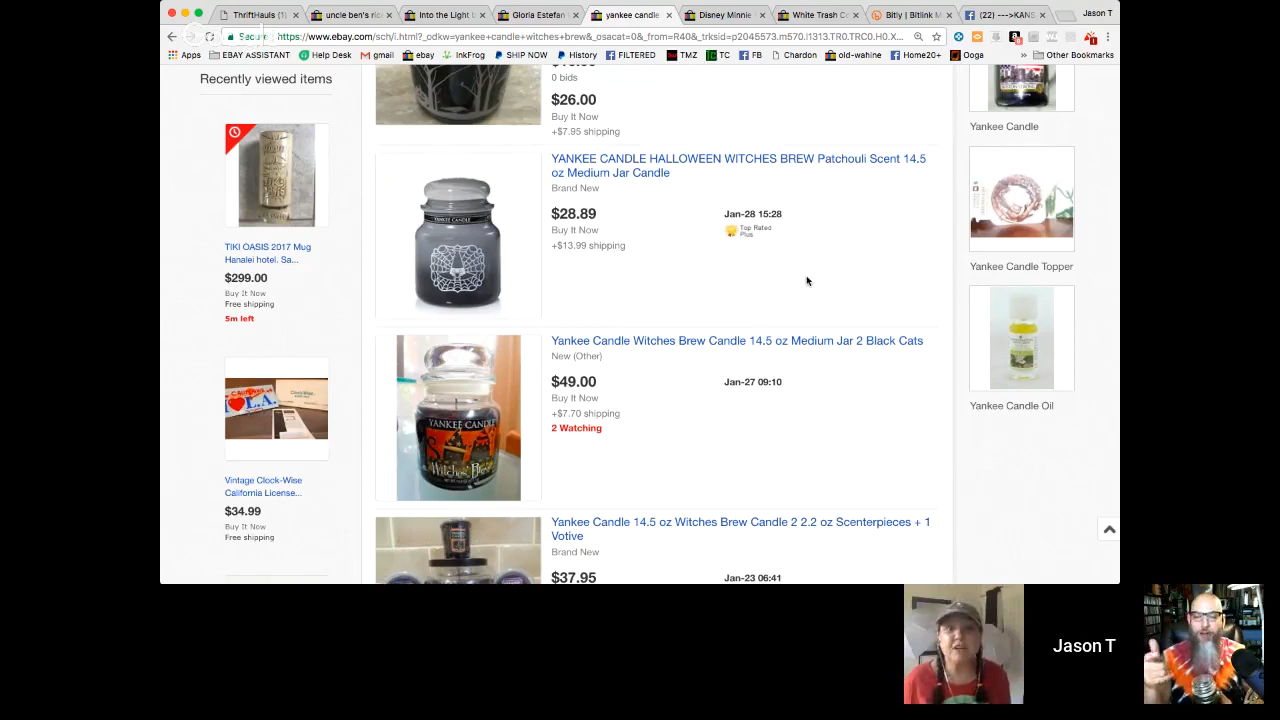 ThriftHauls (1)
uncle ben's ric
Into the Light
Gloria Estefan
yankee candle
Disney Minnie
White Trash Co
Bitly | Bitlink M
(22) --->KANS
Jason T
Secure https://www.ebay.com/sch/i.html?_odkw=yankee+candle+witches+brew&_osacat=0&_from=R40&_trksid=p2045573.m570.l1313.TR0.TRC0.H0.X...
Apps EBAY ASSISTANT Help Desk gmail ebay InkFrog SHIP NOW History FILTERED TMZ TC FB Chardon old-wahine Home20+ Ooga » Other Bookmarks
Recently viewed items
TIKI OASIS 2017 Mug
Hanalei hotel. Sa...
$299.00
Buy It Now
Free shipping
5m left
Vintage Clock-Wise
California License...
$34.99
Buy It Now
Free shipping
0 bids
$26.00
Buy It Now
+$7.95 shipping
YANKEE CANDLE HALLOWEEN WITCHES BREW Patchouli Scent 14.5
oz Medium Jar Candle
Brand New
$28.89
Buy It Now
+$13.99 shipping
Jan-28 15:28
Top Rated
Plus
Yankee Candle Witches Brew Candle 14.5 oz Medium Jar 2 Black Cats
New (Other)
$49.00
Buy It Now
+$7.70 shipping
2 Watching
Jan-27 09:10
YANKEE CANDLE
Witches' Brew
Yankee Candle 14.5 oz Witches Brew Candle 2 2.2 oz Scenterpieces + 1
Votive
Brand New
$37.95
Jan-23 06:41
Yankee Candle
Yankee Candle Topper
Yankee Candle Oil
Jason T